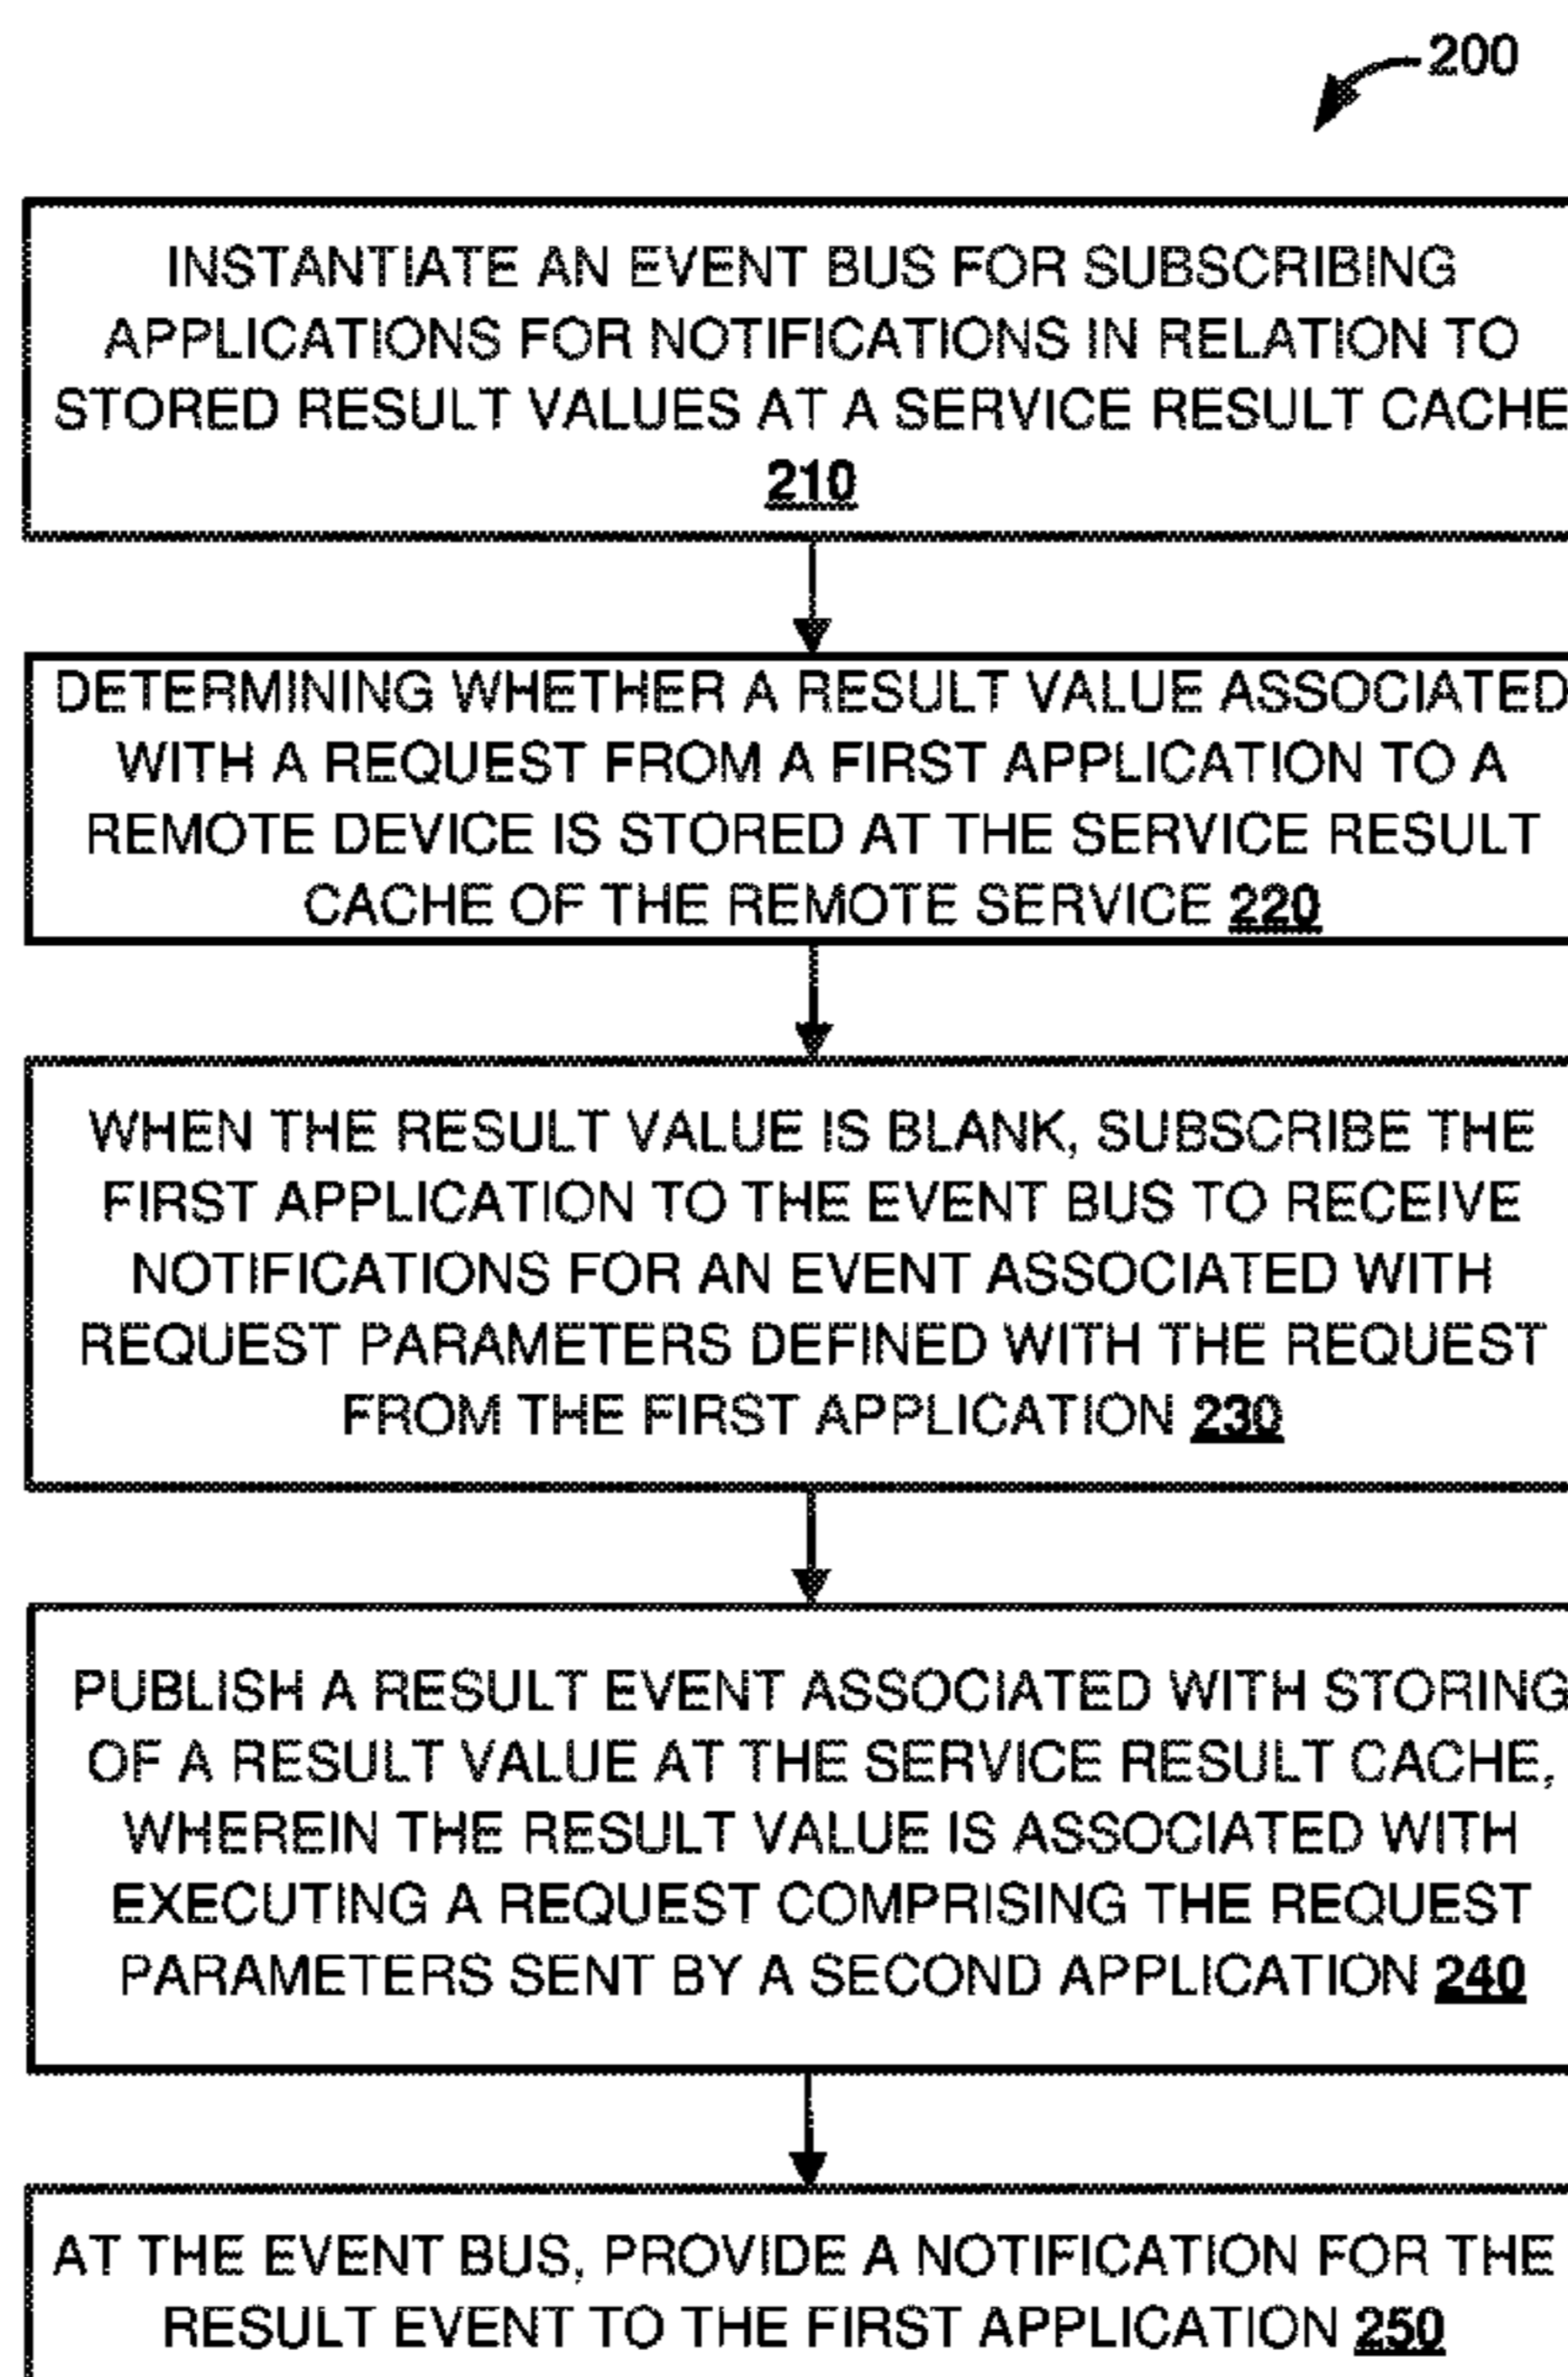 200
INSTANTIATE AN EVENT BUS FOR SUBSCRIBING
APPLICATIONS FOR NOTIFICATIONS IN RELATION TO
STORED RESULT VALUES AT A SERVICE RESULT CACHE
210
DETERMINING WHETHER A RESULT VALUE ASSOCIATED
WITH A REQUEST FROM A FIRST APPLICATION TO A
REMOTE DEVICE IS STORED AT THE SERVICE RESULT
CACHE OF THE REMOTE SERVICE 220
WHEN THE RESULT VALUE IS BLANK, SUBSCRIBE THE
FIRST APPLICATION TO THE EVENT BUS TO RECEIVE
NOTIFICATIONS FOR AN EVENT ASSOCIATED WITH
REQUEST PARAMETERS DEFINED WITH THE REQUEST
FROM THE FIRST APPLICATION 230
PUBLISH A RESULT EVENT ASSOCIATED WITH STORING
OF A RESULT VALUE AT THE SERVICE RESULT CACHE,
WHEREIN THE RESULT VALUE IS ASSOCIATED WITH
EXECUTING A REQUEST COMPRISING THE REQUEST
PARAMETERS SENT BY A SECOND APPLICATION 240
AT THE EVENT BUS, PROVIDE A NOTIFICATION FOR THE
RESULT EVENT TO THE FIRST APPLICATION 250